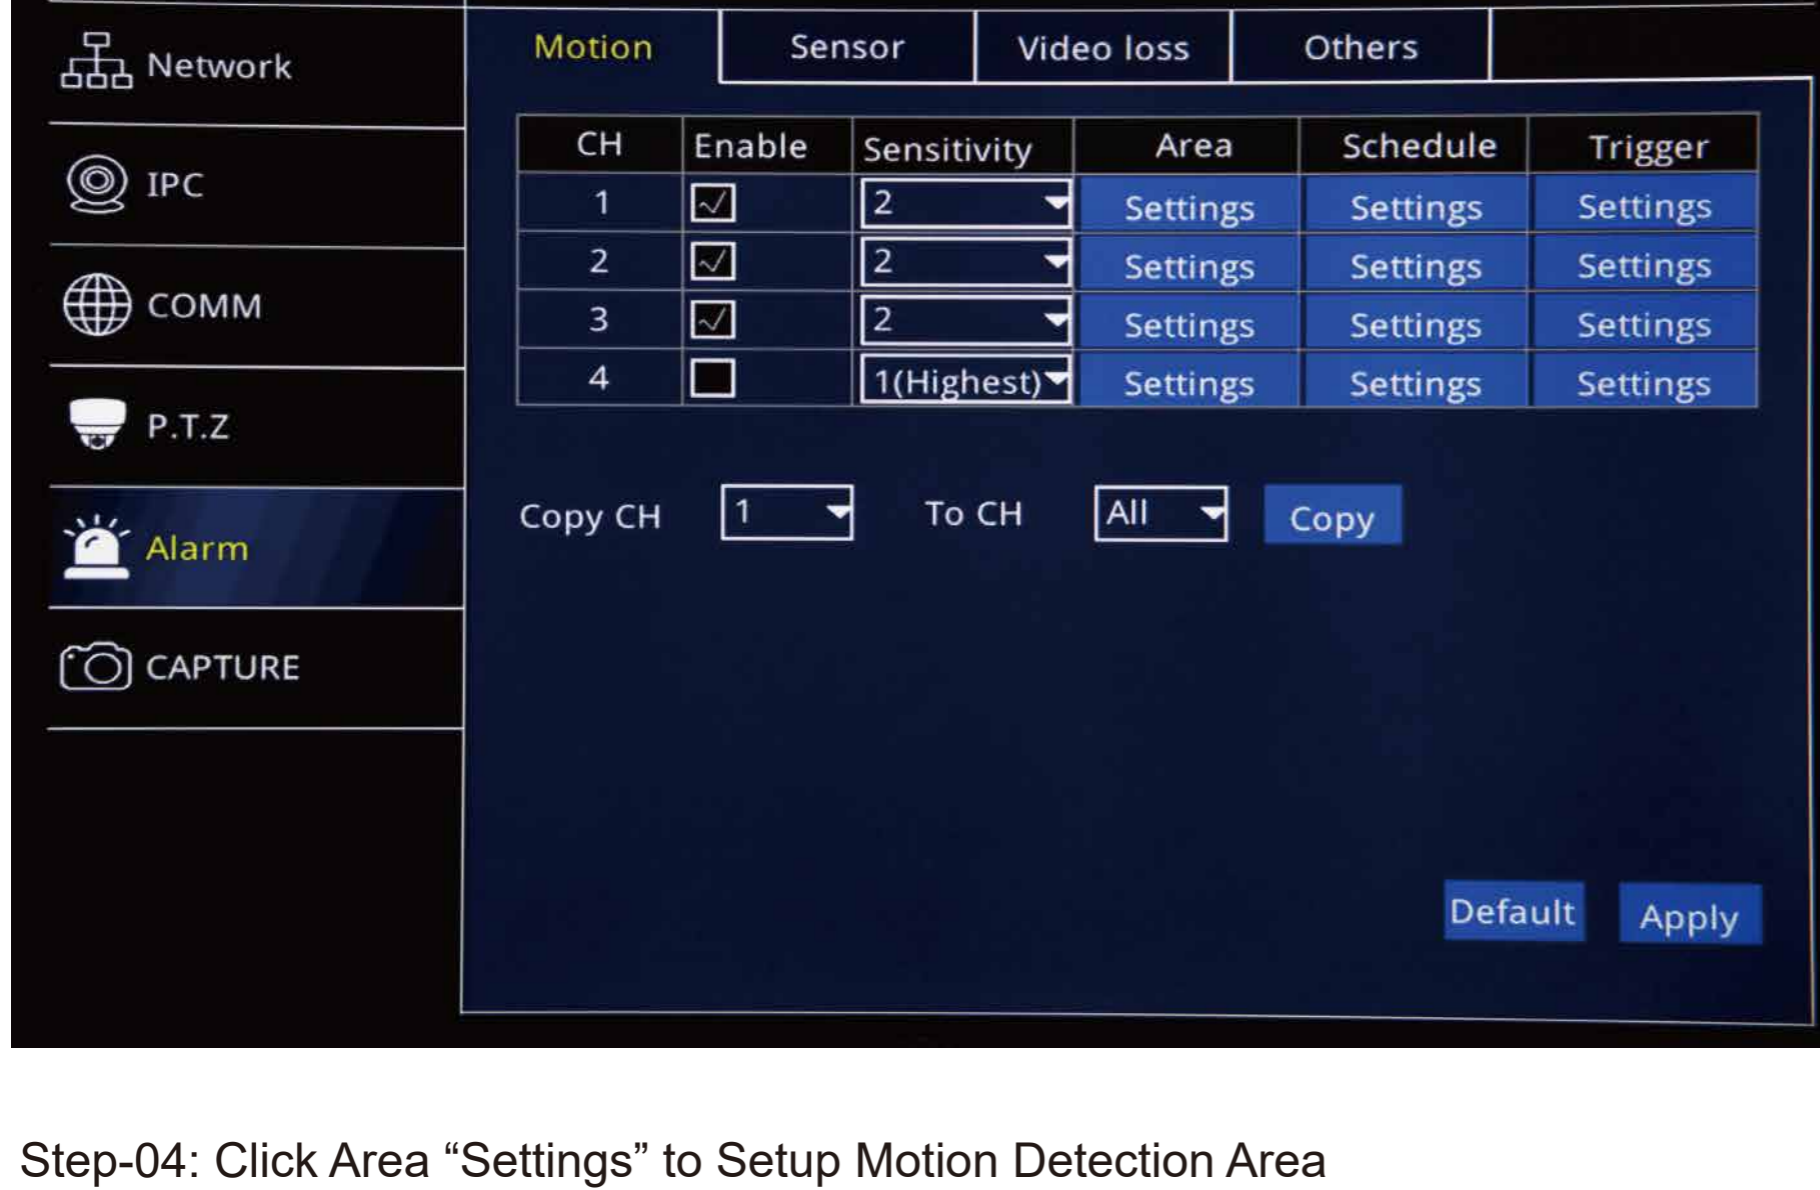 Network
IPC
COMM
P.T.Z
Alarm
CAPTURE
Motion Sensor Video loss Others
CH Enable Sensitivity Area Schedule Trigger
1 2 Settings Settings Settings
2 2 Settings Settings Settings
3 2 Settings Settings Settings
4 1(Highest) Settings Settings Settings
Copy CH 1 To CH All Copy
Default Apply
Step-04: Click Area “Settings” to Setup Motion Detection Area